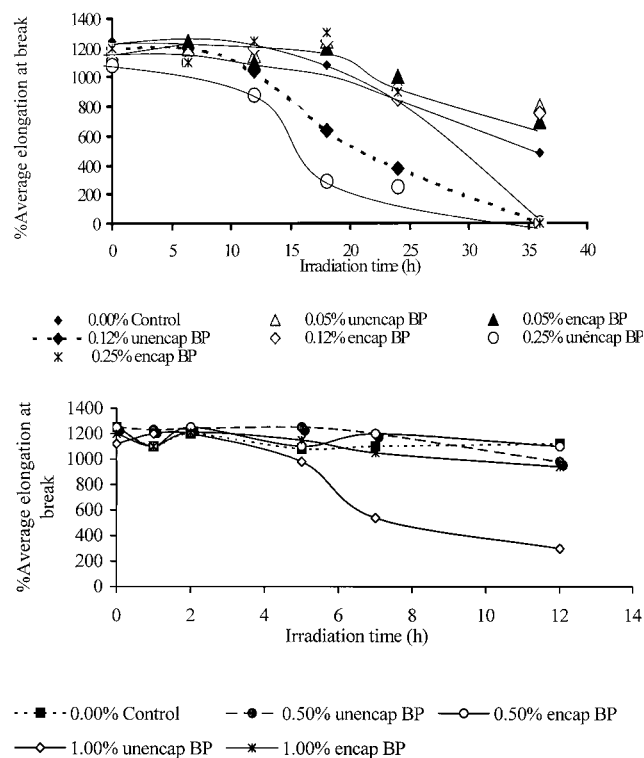 %Average elongation at break
1400
1200
1000
800
600
400
200
0
0 5 10 15 20 25 30 35 40
Irradiation time (h)
0.00% Control 0.05% unencap BP 0.05% encap BP
0.12% unencap BP 0.12% encap BP 0.25% unencap BP
0.25% encap BP
%Average elongation at
break
1400
1200
1000
800
600
400
200
0
0 2 4 6 8 10 12 14
Irradiation time (h)
0.00% Control 0.50% unencap BP 0.50% encap BP
1.00% unencap BP 1.00% encap BP